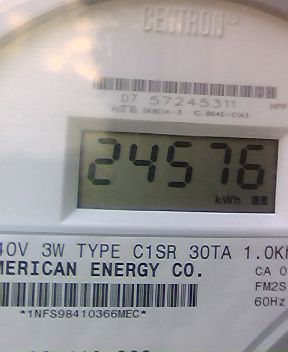 CENTRON
07 57245311
24576
kWh
40V 3W TYPE C1SR 30TA 1.0K
MERICAN ENERGY CO.
CA 0
FM2S
60Hz
*1NFS98410366MEC*